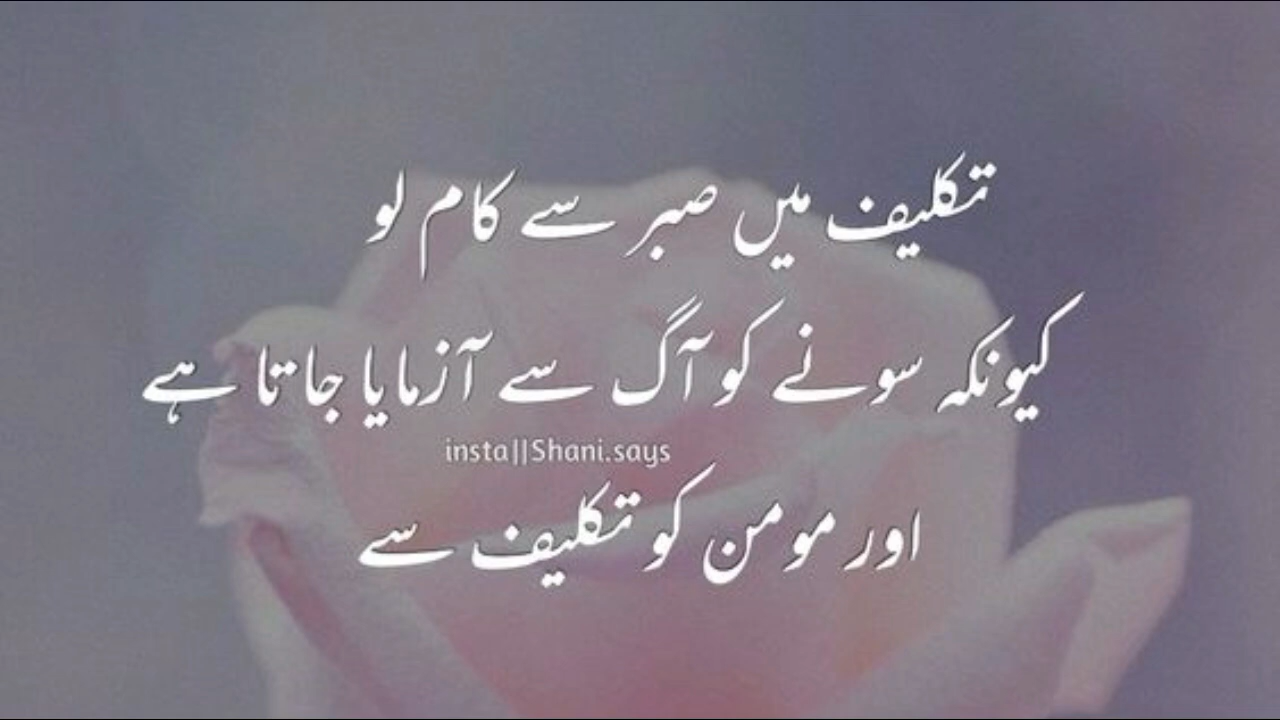 تکلیف میں صبر سے کام لو
کیونکہ سونے کو آگ سے آزمایا جاتا ہے
insta||Shani.says
اور مومن کو تکلیف سے